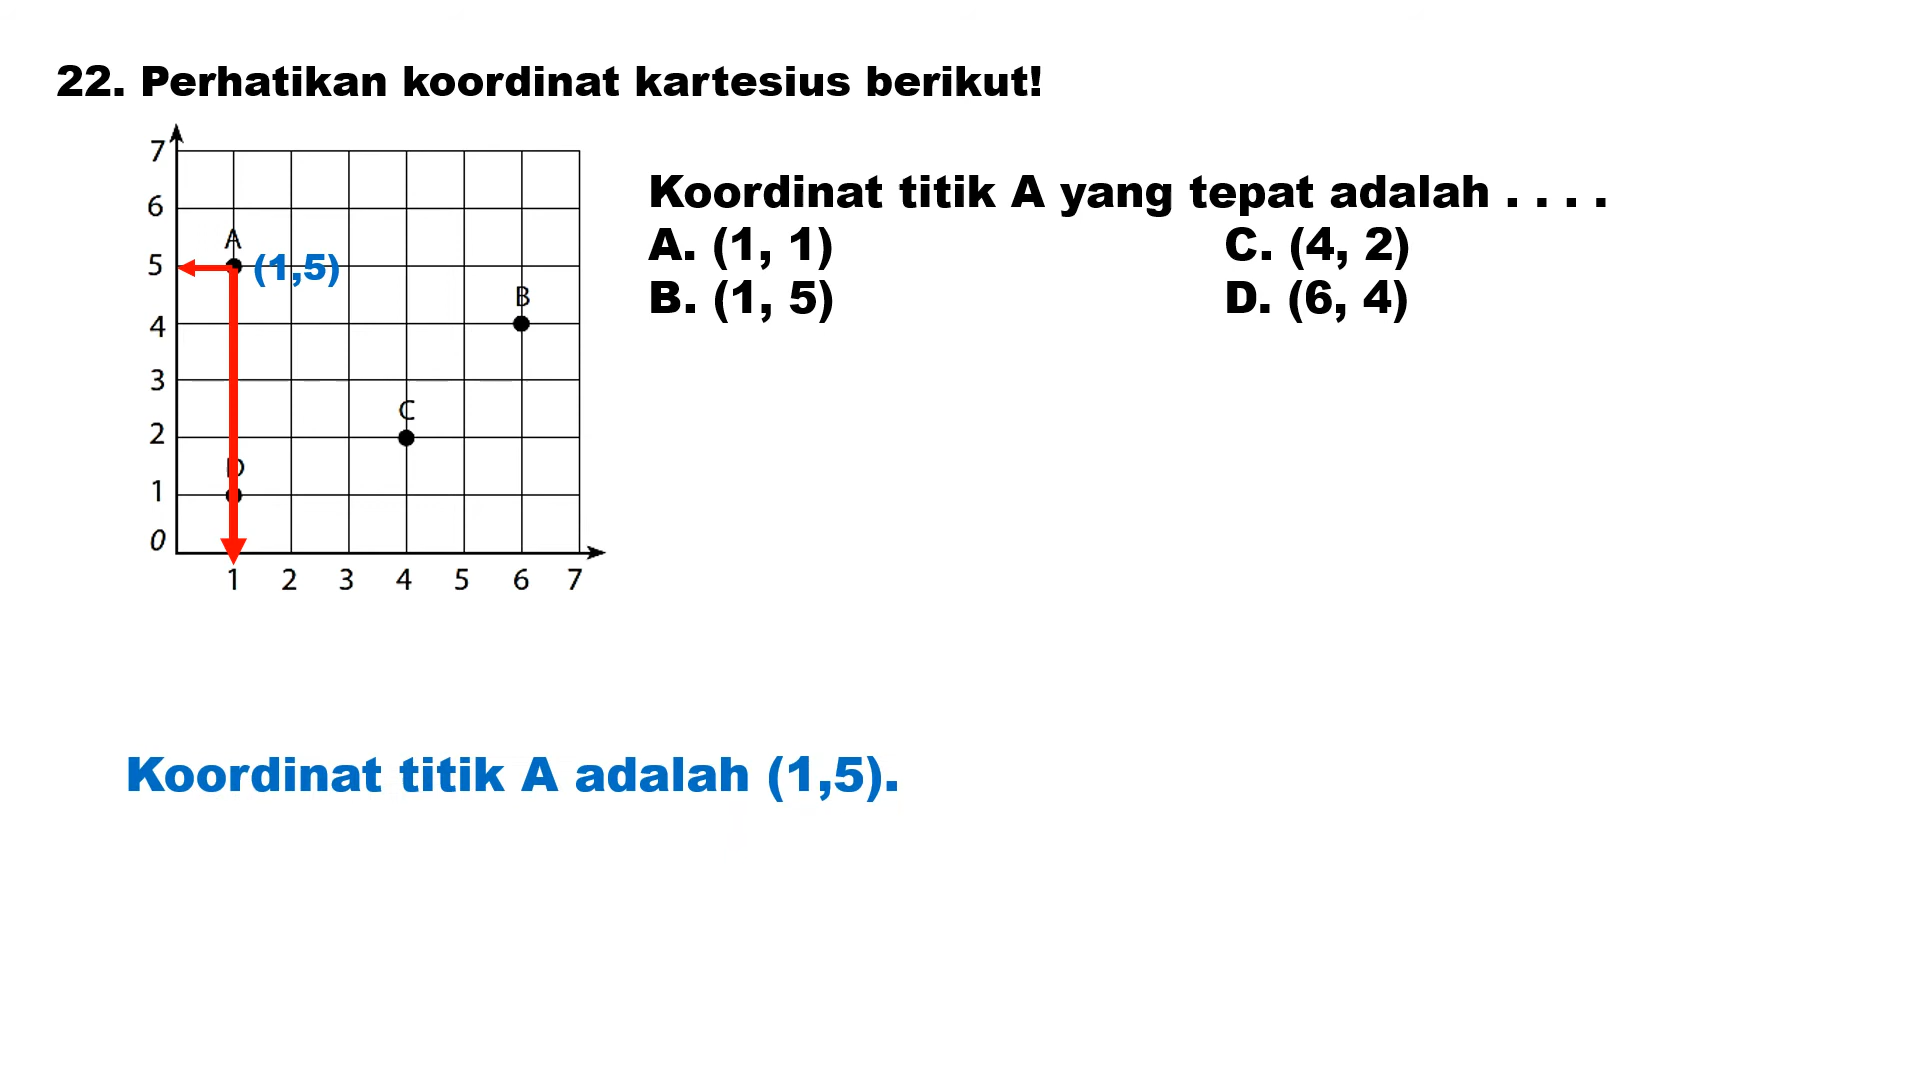 22. Perhatikan koordinat kartesius berikut!
7
6
5
4
3
2
1
0
A
(1,5)
B
C
D
1 2 3 4 5 6 7
Koordinat titik A yang tepat adalah . . . .
A. (1, 1) C. (4, 2)
B. (1, 5) D. (6, 4)
Koordinat titik A adalah (1,5).